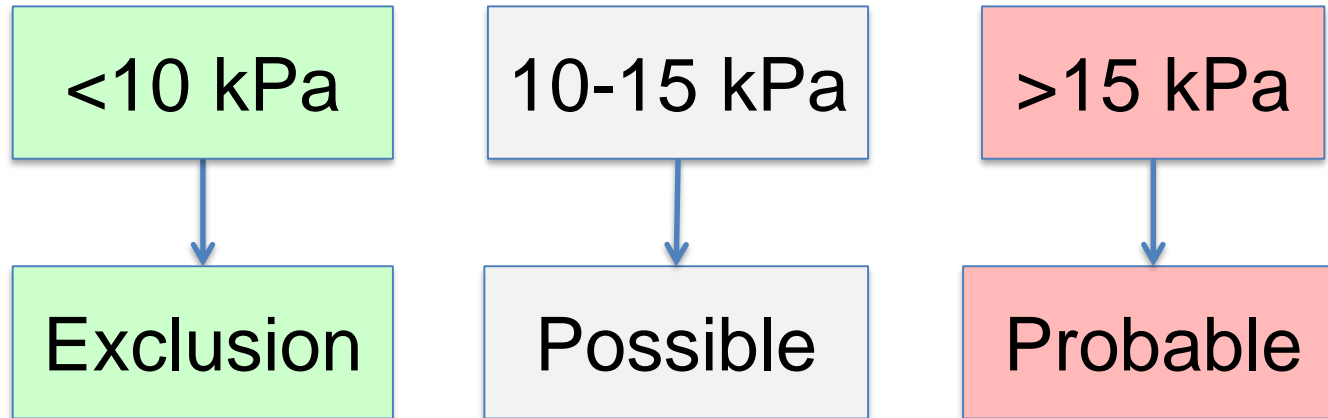 <10 kPa
10-15 kPa
>15 kPa
Exclusion
Possible
Probable